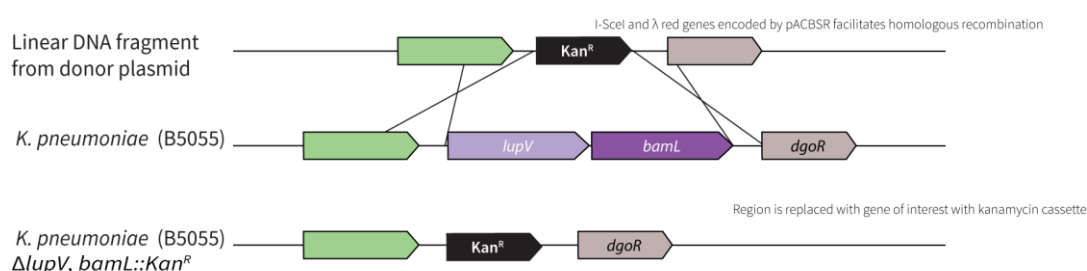 I-SceI and λ red genes encoded by pACBSR facilitates homologous recombination
Linear DNA fragment
from donor plasmid
Kanᴿ
K. pneumoniae (B5055)
lupV
bamL
dgoR
Region is replaced with gene of interest with kanamycin cassette
K. pneumoniae (B5055)
ΔlupV, bamL::Kanᴿ
Kanᴿ
dgoR